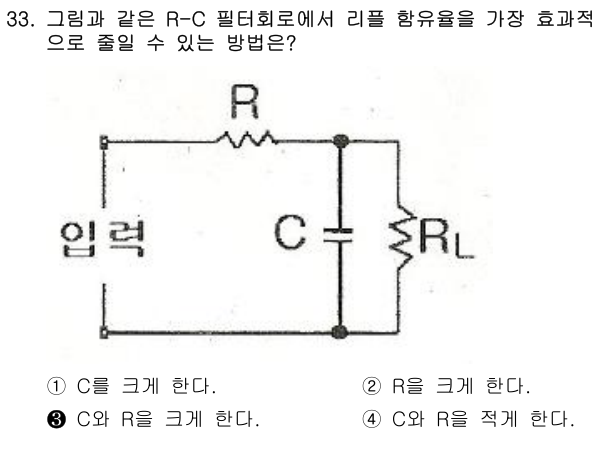 33. 그림과 같은 R-C 필터회로에서 리플 함유율을 가장 효과적
으로 줄일 수 있는 방법은?
R
입력
C
RL
① C를 크게 한다.
② R을 크게 한다.
❸ C와 R을 크게 한다.
④ C와 R을 적게 한다.